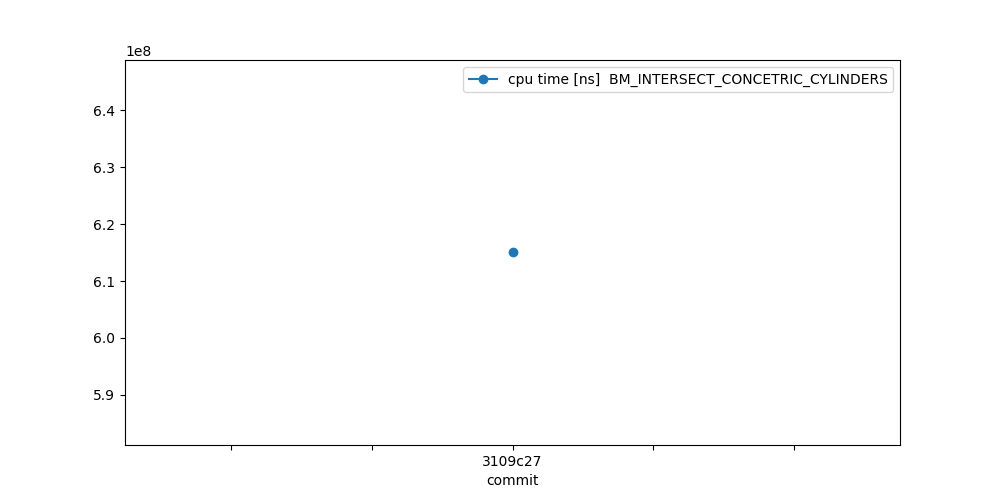 1e8
cpu time [ns]  BM_INTERSECT_CONCETRIC_CYLINDERS
6.4
6.3
6.2
6.1
6.0
5.9
3109c27
commit